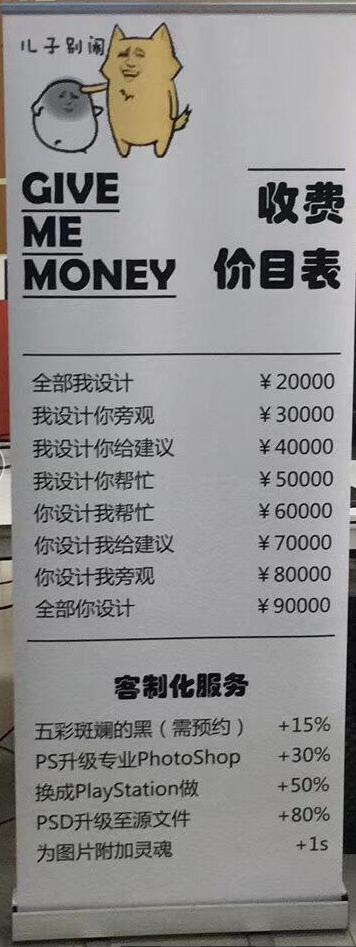 儿子别闹
GIVE
ME
MONEY
收费
价目表
全部我设计 ￥20000
我设计你旁观 ￥30000
我设计你给建议 ￥40000
我设计你帮忙 ￥50000
你设计我帮忙 ￥60000
你设计我给建议 ￥70000
你设计我旁观 ￥80000
全部你设计 ￥90000
客制化服务
五彩斑斓的黑（需预约） +15%
PS升级专业PhotoShop +30%
换成PlayStation做 +50%
PSD升级至源文件 +80%
为图片附加灵魂 +1s